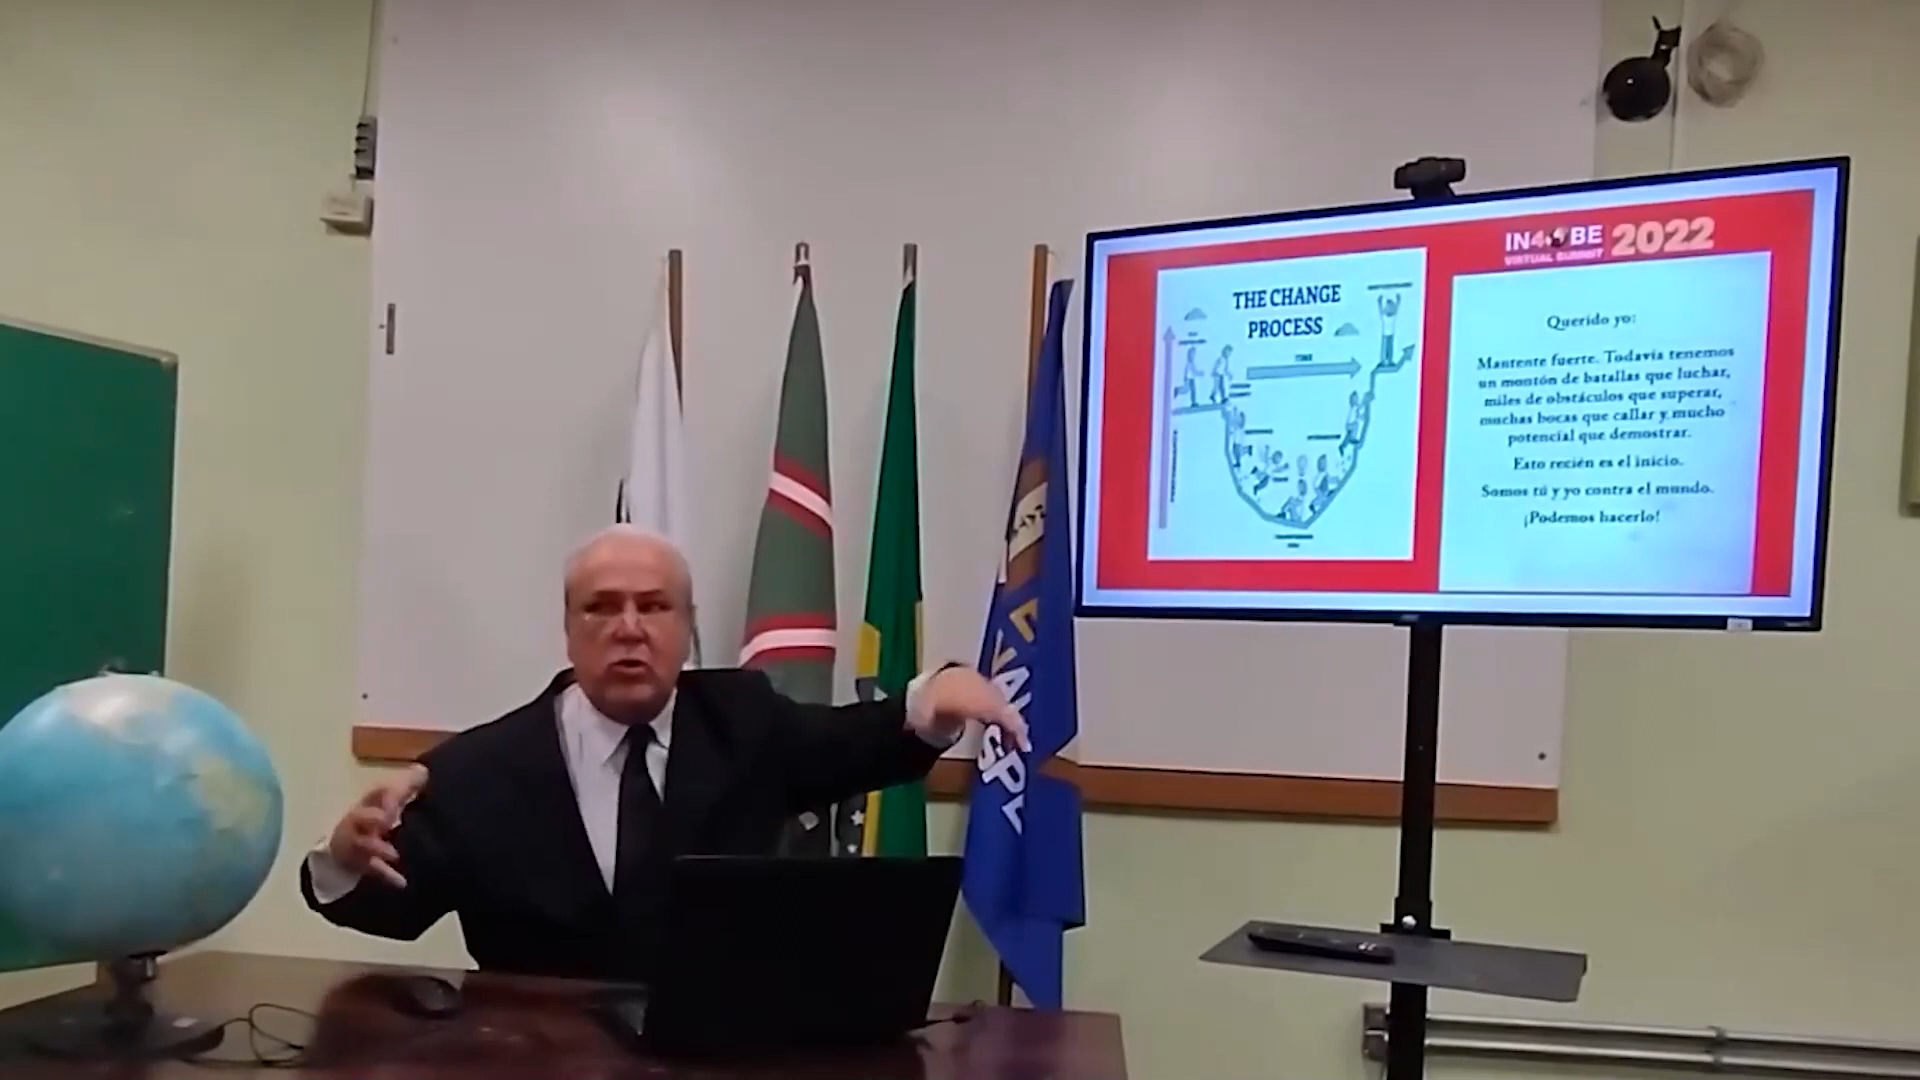 IN4OBE 2022
VIRTUAL SUMMIT
THE CHANGE
PROCESS
TIME
Querido yo:
Mantente fuerte. Todavía tenemos
un montón de batallas que luchar,
miles de obstáculos que superar,
muchas bocas que callar y mucho
potencial que demostrar.
Esto recién es el inicio.
Somos tú y yo contra el mundo.
¡Podemos hacerlo!